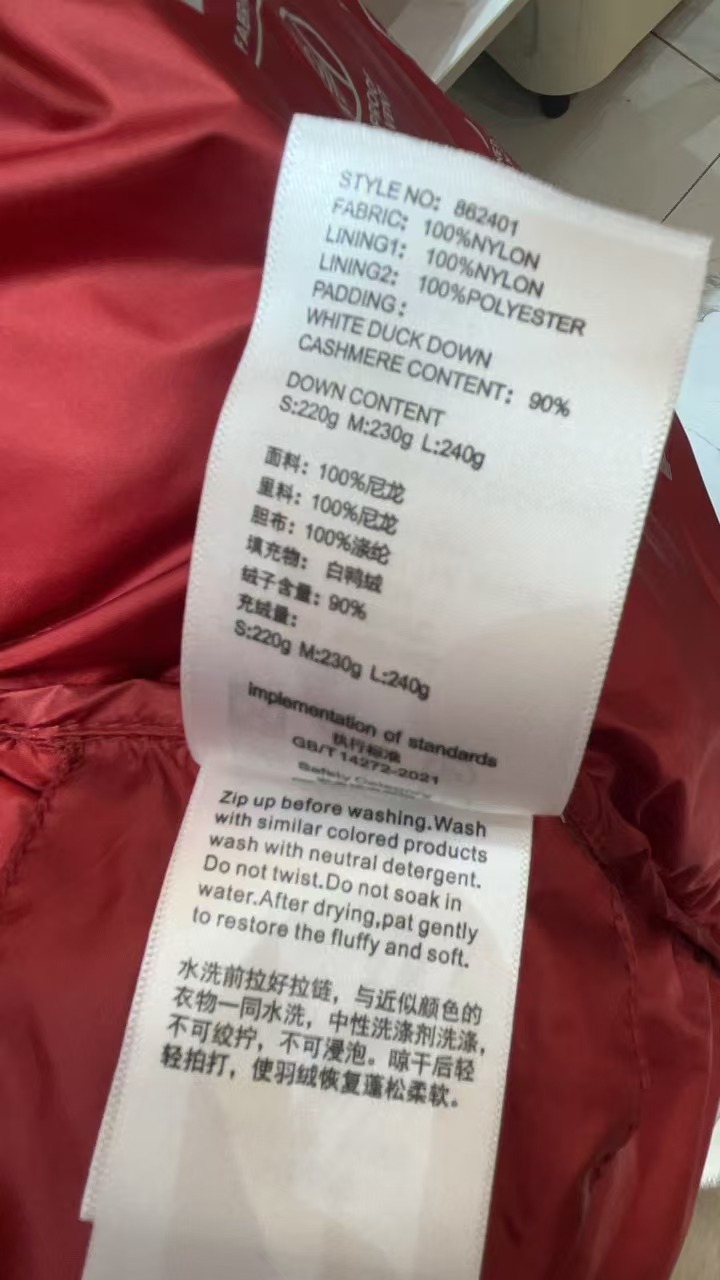 STYLE NO: 862401
FABRIC: 100%NYLON
LINING1: 100%NYLON
LINING2: 100%POLYESTER
PADDING:
WHITE DUCK DOWN
CASHMERE CONTENT: 90%
DOWN CONTENT
S:220g M:230g L:240g
面料: 100%尼龙
里料: 100%尼龙
胆布: 100%涤纶
填充物: 白鸭绒
绒子含量: 90%
充绒量:
S:220g M:230g L:240g
Implementation of standards
执行标准
GB/T 14272-2021
Safety Category
Zip up before washing.Wash
with similar colored products
wash with neutral detergent.
Do not twist.Do not soak in
water.After drying,pat gently
to restore the fluffy and soft.
水洗前拉好拉链，与近似颜色的
衣物一同水洗，中性洗涤剂洗涤，
不可绞拧，不可浸泡。晾干后轻
轻拍打，使羽绒恢复蓬松柔软。